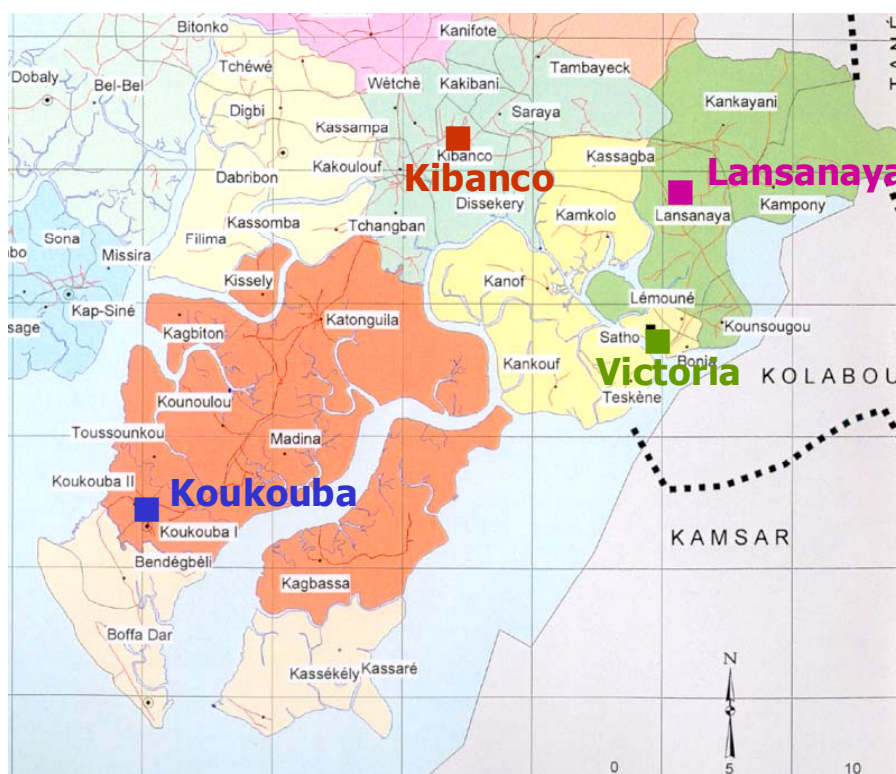 Bitonko
Kanifote
Tchéwé
Wètchè
Kakibani
Tambayeck
Dobaly
Bel-Bel
Digbi
Saraya
Kankayani
Kassampa
Kibanco
Kakoulouf
Kassagba
Kibanco
Lansanaya
Dabribon
Dissekery
Lansanaya
Kampony
Kassomba
Tchangban
Kamkolo
Sona
Missira
Filima
Kissely
Kanof
Kap-Siné
Lémouné
Katonguila
Kagbiton
Satho
Kounsougou
Kankouf
Victoria
Bonia
KOLABOU
Kounoulou
Teskène
Toussounkou
Madina
Koukouba II
Koukouba
Koukouba I
KAMSAR
Bendégbèli
Kagbassa
Boffa Dar
Kassékély
Kassaré
N
0 5 10